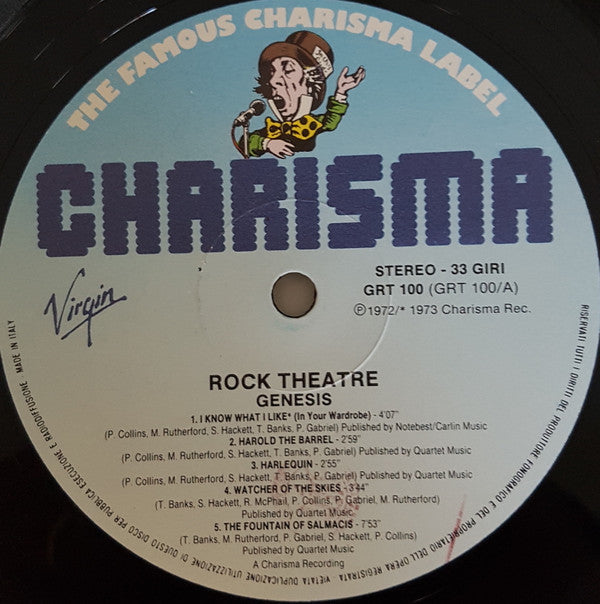 THE FAMOUS CHARISMA LABEL
CHARISMA
Virgin
STEREO - 33 GIRI
GRT 100 (GRT 100/A)
℗1972/* 1973 Charisma Rec.
ROCK THEATRE
GENESIS
1. I KNOW WHAT I LIKE* (In Your Wardrobe) - 4'07"
(P. Collins, M. Rutherford, S. Hackett, T. Banks, P. Gabriel) Published by Notebest/Carlin Music
2. HAROLD THE BARREL - 2'59"
(P. Collins, M. Rutherford, S. Hackett, T. Banks, P. Gabriel) Published by Quartet Music
3. HARLEQUIN - 2'55"
(P. Collins, M. Rutherford, S. Hackett, T. Banks, P. Gabriel) Published by Quartet Music
4. WATCHER OF THE SKIES - 3'44"
(T. Banks, S. Hackett, R. McPhail, P. Collins, P. Gabriel, M. Rutherford)
Published by Quartet Music
5. THE FOUNTAIN OF SALMACIS - 7'53"
(T. Banks, M. Rutherford, P. Gabriel, S. Hackett, P. Collins)
Published by Quartet Music
A Charisma Recording
RISERVATI TUTTI I DIRITTI DEL PRODUTTORE FONOGRAFICO E DEL PROPRIETARIO DELL'OPERA REGISTRATA. VIETATA DUPLICAZIONE UTILIZZAZIONE DI QUESTO DISCO PER PUBBLICA ESECUZIONE E RADIODIFFUSIONE. MADE IN ITALY